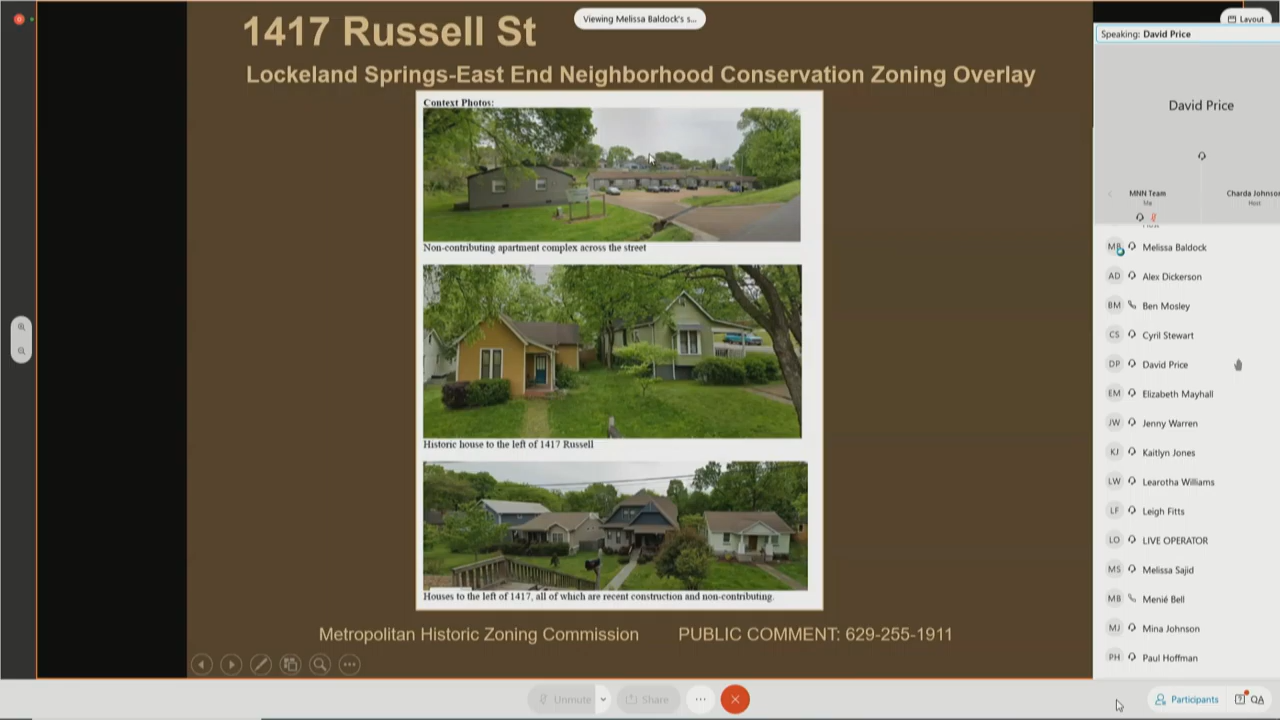 1417 Russell St
Viewing Melissa Baldock's s...
Layout
Lockeland Springs-East End Neighborhood Conservation Zoning Overlay
Context Photos:
Non-contributing apartment complex across the street
Historic house to the left of 1417 Russell
Houses to the left of 1417, all of which are recent construction and non-contributing.
Metropolitan Historic Zoning Commission PUBLIC COMMENT: 629-255-1911
Speaking: David Price
David Price
MNN Team
Me
Charda Johnson
Host
MB Melissa Baldock
AD Alex Dickerson
BM Ben Mosley
CS Cyril Stewart
DP David Price
EM Elizabeth Mayhall
JW Jenny Warren
KJ Kaitlyn Jones
LW Learotha Williams
LF Leigh Fitts
LO LIVE OPERATOR
MS Melissa Sajid
MB Menié Bell
MJ Mina Johnson
PH Paul Hoffman
Unmute Share
Participants QA